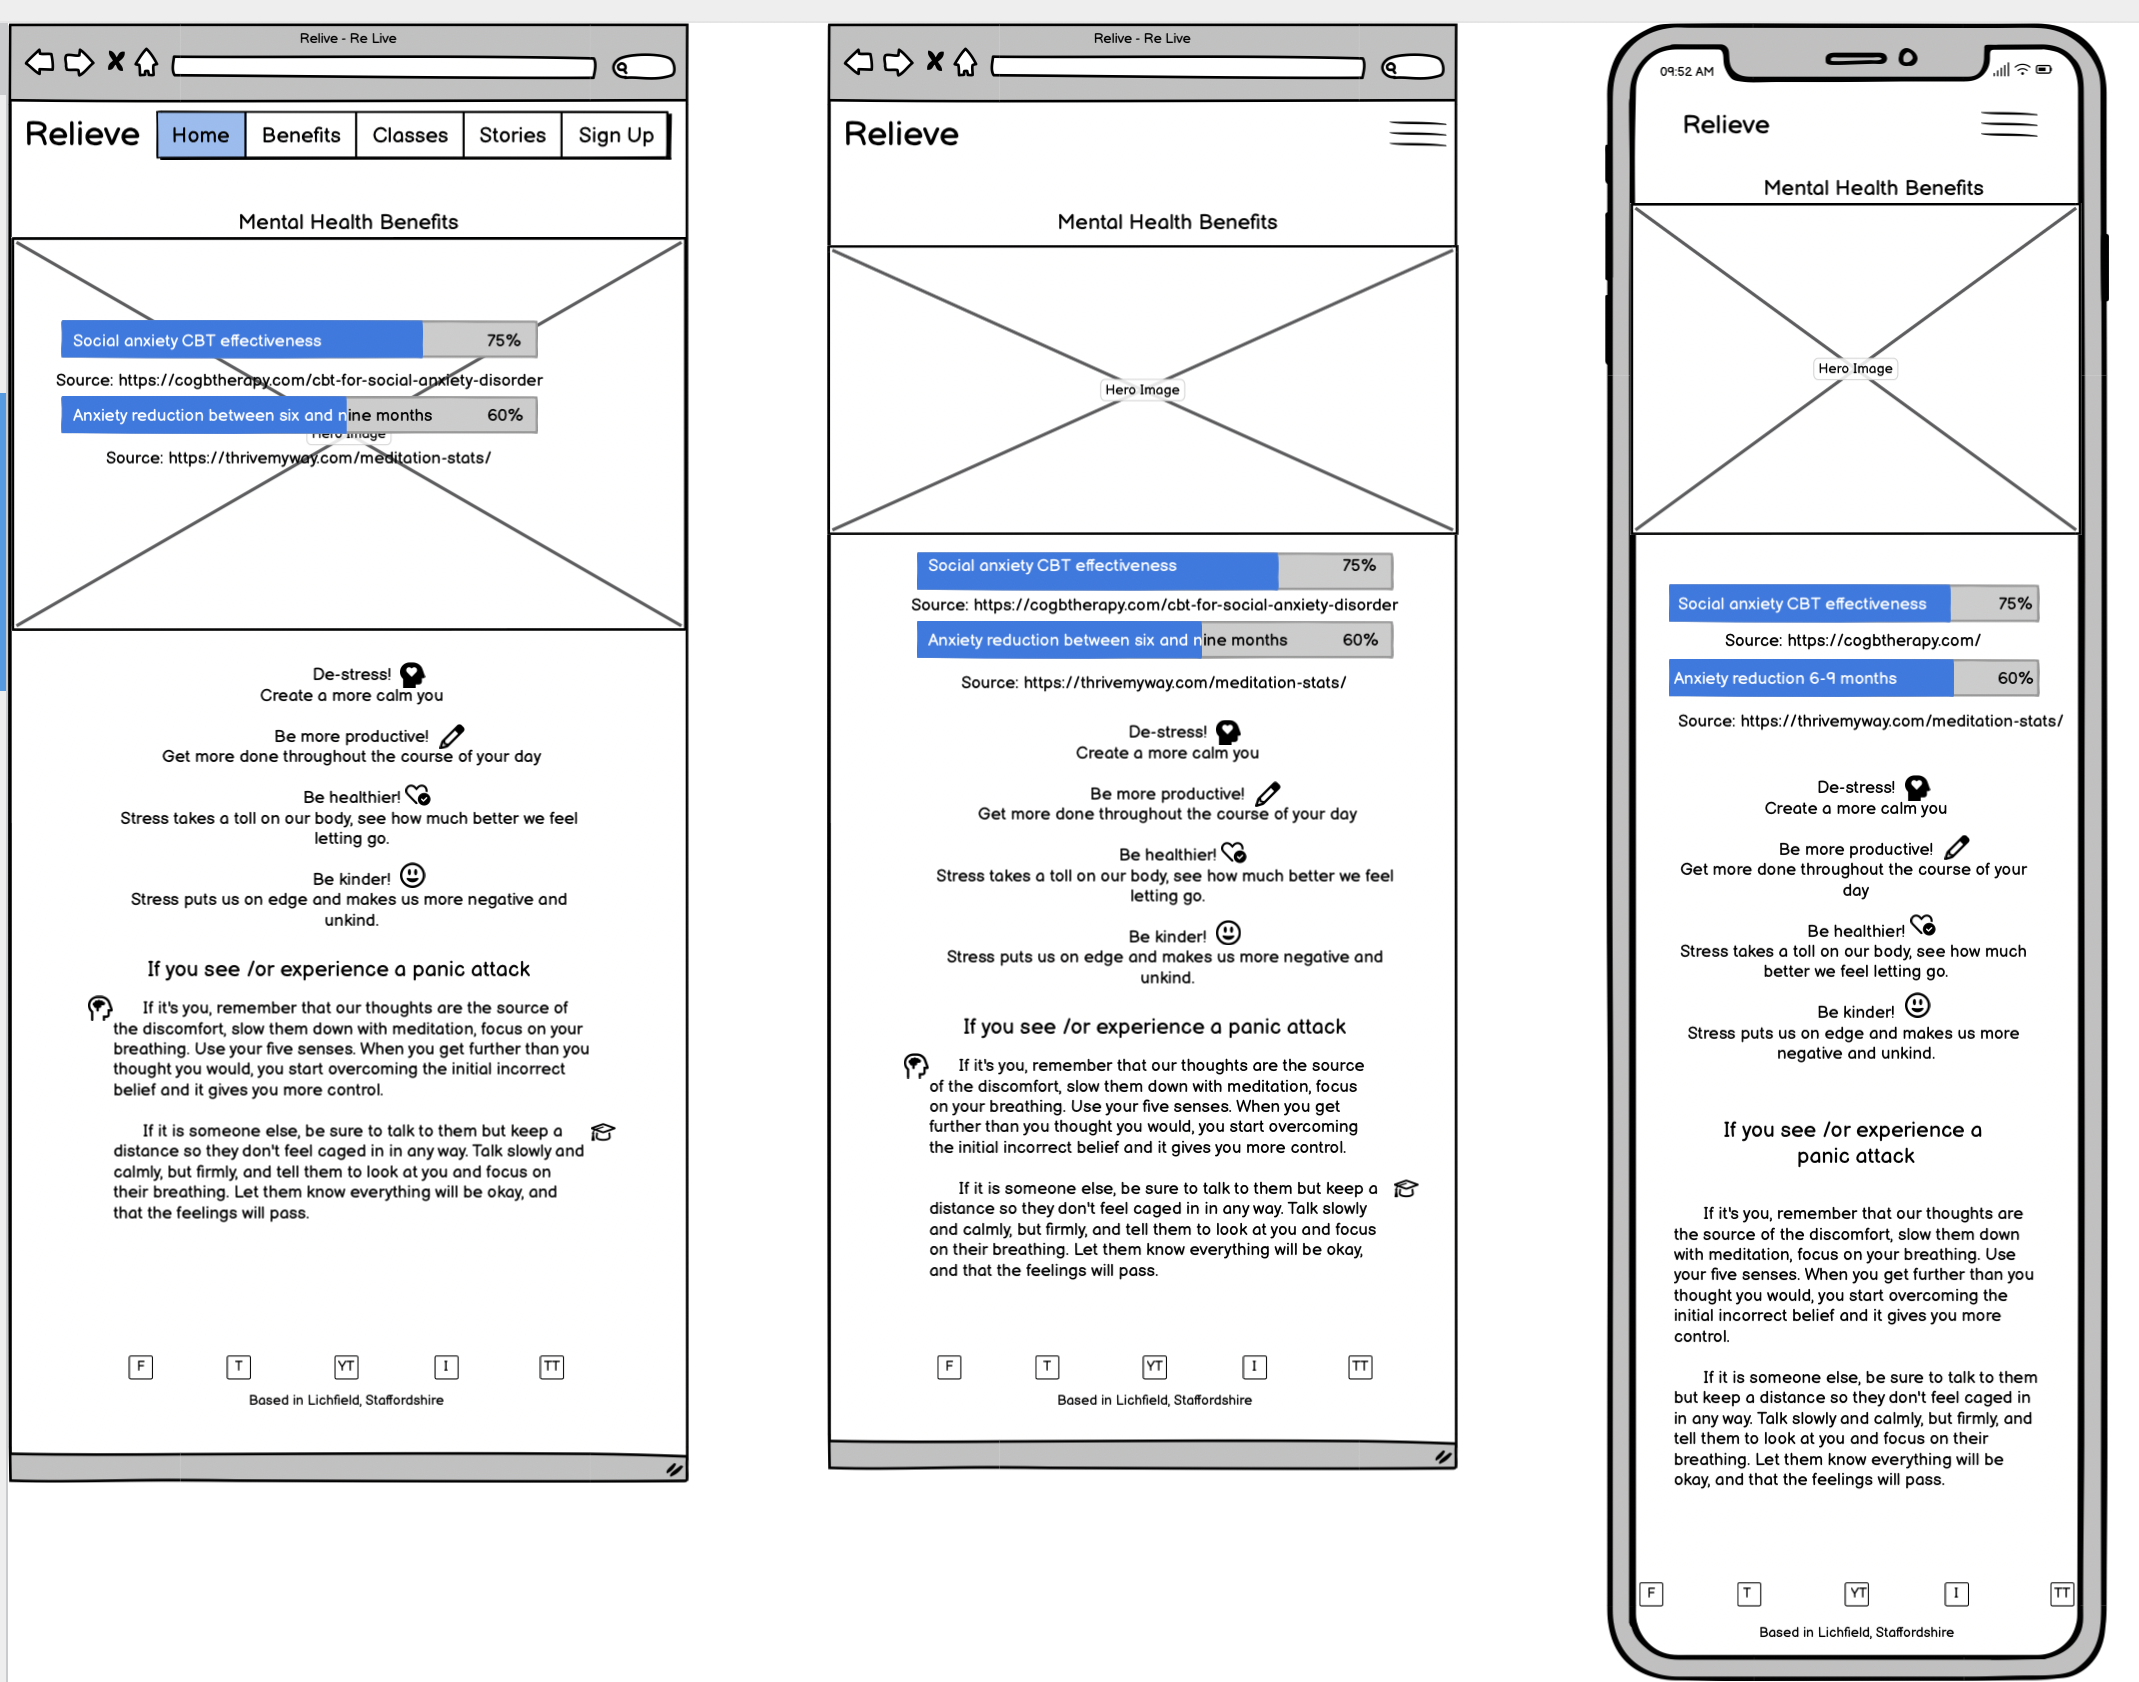 Relive - Re Live
Relieve
Home
Benefits
Classes
Stories
Sign Up
Mental Health Benefits
Social anxiety CBT effectiveness 75%
Source: https://cogbtherapy.com/cbt-for-social-anxiety-disorder
Anxiety reduction between six and nine months 60%
Hero Image
Source: https://thrivemyway.com/meditation-stats/
De-stress!
Create a more calm you
Be more productive!
Get more done throughout the course of your day
Be healthier!
Stress takes a toll on our body, see how much better we feel
letting go.
Be kinder!
Stress puts us on edge and makes us more negative and
unkind.
If you see /or experience a panic attack
If it's you, remember that our thoughts are the source of
the discomfort, slow them down with meditation, focus on your
breathing. Use your five senses. When you get further than you
thought you would, you start overcoming the initial incorrect
belief and it gives you more control.
If it is someone else, be sure to talk to them but keep a
distance so they don't feel caged in in any way. Talk slowly and
calmly, but firmly, and tell them to look at you and focus on
their breathing. Let them know everything will be okay, and
that the feelings will pass.
F T YT I TT
Based in Lichfield, Staffordshire
Relive - Re Live
Relieve
Mental Health Benefits
Hero Image
Social anxiety CBT effectiveness 75%
Source: https://cogbtherapy.com/cbt-for-social-anxiety-disorder
Anxiety reduction between six and nine months 60%
Source: https://thrivemyway.com/meditation-stats/
De-stress!
Create a more calm you
Be more productive!
Get more done throughout the course of your day
Be healthier!
Stress takes a toll on our body, see how much better we feel
letting go.
Be kinder!
Stress puts us on edge and makes us more negative and
unkind.
If you see /or experience a panic attack
If it's you, remember that our thoughts are the source
of the discomfort, slow them down with meditation, focus
on your breathing. Use your five senses. When you get
further than you thought you would, you start overcoming
the initial incorrect belief and it gives you more control.
If it is someone else, be sure to talk to them but keep a
distance so they don't feel caged in in any way. Talk slowly
and calmly, but firmly, and tell them to look at you and focus
on their breathing. Let them know everything will be okay,
and that the feelings will pass.
F T YT I TT
Based in Lichfield, Staffordshire
09:52 AM
Relieve
Mental Health Benefits
Hero Image
Social anxiety CBT effectiveness 75%
Source: https://cogbtherapy.com/
Anxiety reduction 6-9 months 60%
Source: https://thrivemyway.com/meditation-stats/
De-stress!
Create a more calm you
Be more productive!
Get more done throughout the course of your
day
Be healthier!
Stress takes a toll on our body, see how much
better we feel letting go.
Be kinder!
Stress puts us on edge and makes us more
negative and unkind.
If you see /or experience a
panic attack
If it's you, remember that our thoughts are
the source of the discomfort, slow them down
with meditation, focus on your breathing. Use
your five senses. When you get further than you
thought you would, you start overcoming the
initial incorrect belief and it gives you more
control.
If it is someone else, be sure to talk to them
but keep a distance so they don't feel caged in
in any way. Talk slowly and calmly, but firmly, and
tell them to look at you and focus on their
breathing. Let them know everything will be
okay, and that the feelings will pass.
F T YT I TT
Based in Lichfield, Staffordshire